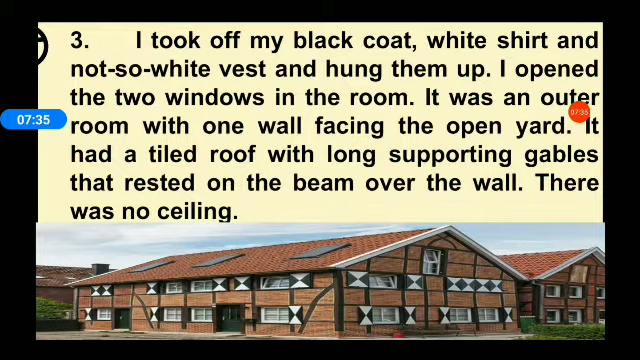 3. I took off my black coat, white shirt and
not-so-white vest and hung them up. I opened
the two windows in the room. It was an outer
room with one wall facing the open yard. It
had a tiled roof with long supporting gables
that rested on the beam over the wall. There
was no ceiling.
07:35
07:35